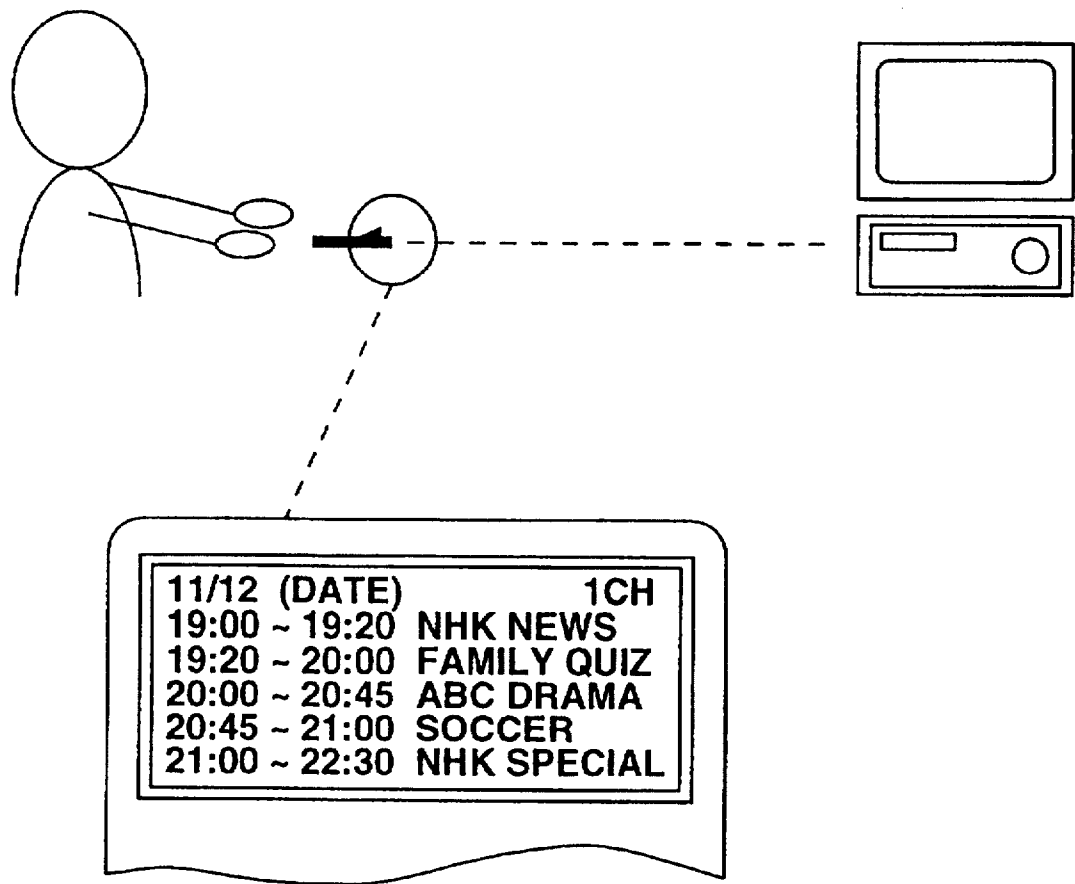 11/12 (DATE) 1CH
19:00 ~ 19:20 NHK NEWS
19:20 ~ 20:00 FAMILY QUIZ
20:00 ~ 20:45 ABC DRAMA
20:45 ~ 21:00 SOCCER
21:00 ~ 22:30 NHK SPECIAL